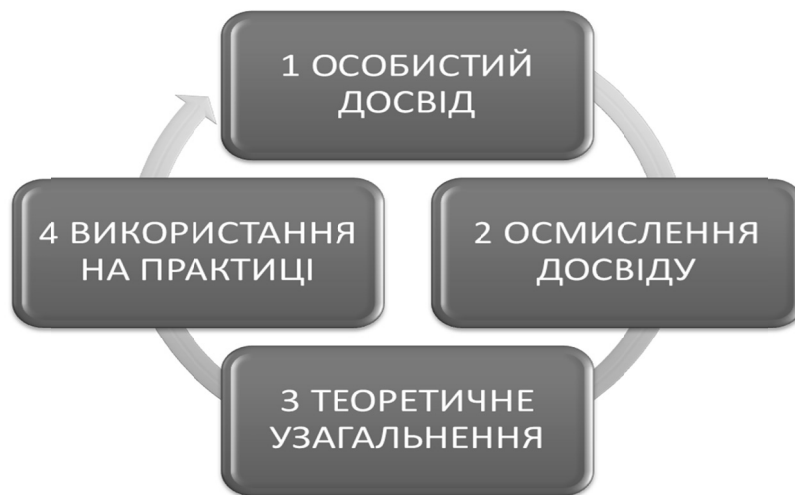 1 ОСОБИСТИЙ
ДОСВІД
2 ОСМИСЛЕННЯ
ДОСВІДУ
3 ТЕОРЕТИЧНЕ
УЗАГАЛЬНЕННЯ
4 ВИКОРИСТАННЯ
НА ПРАКТИЦІ